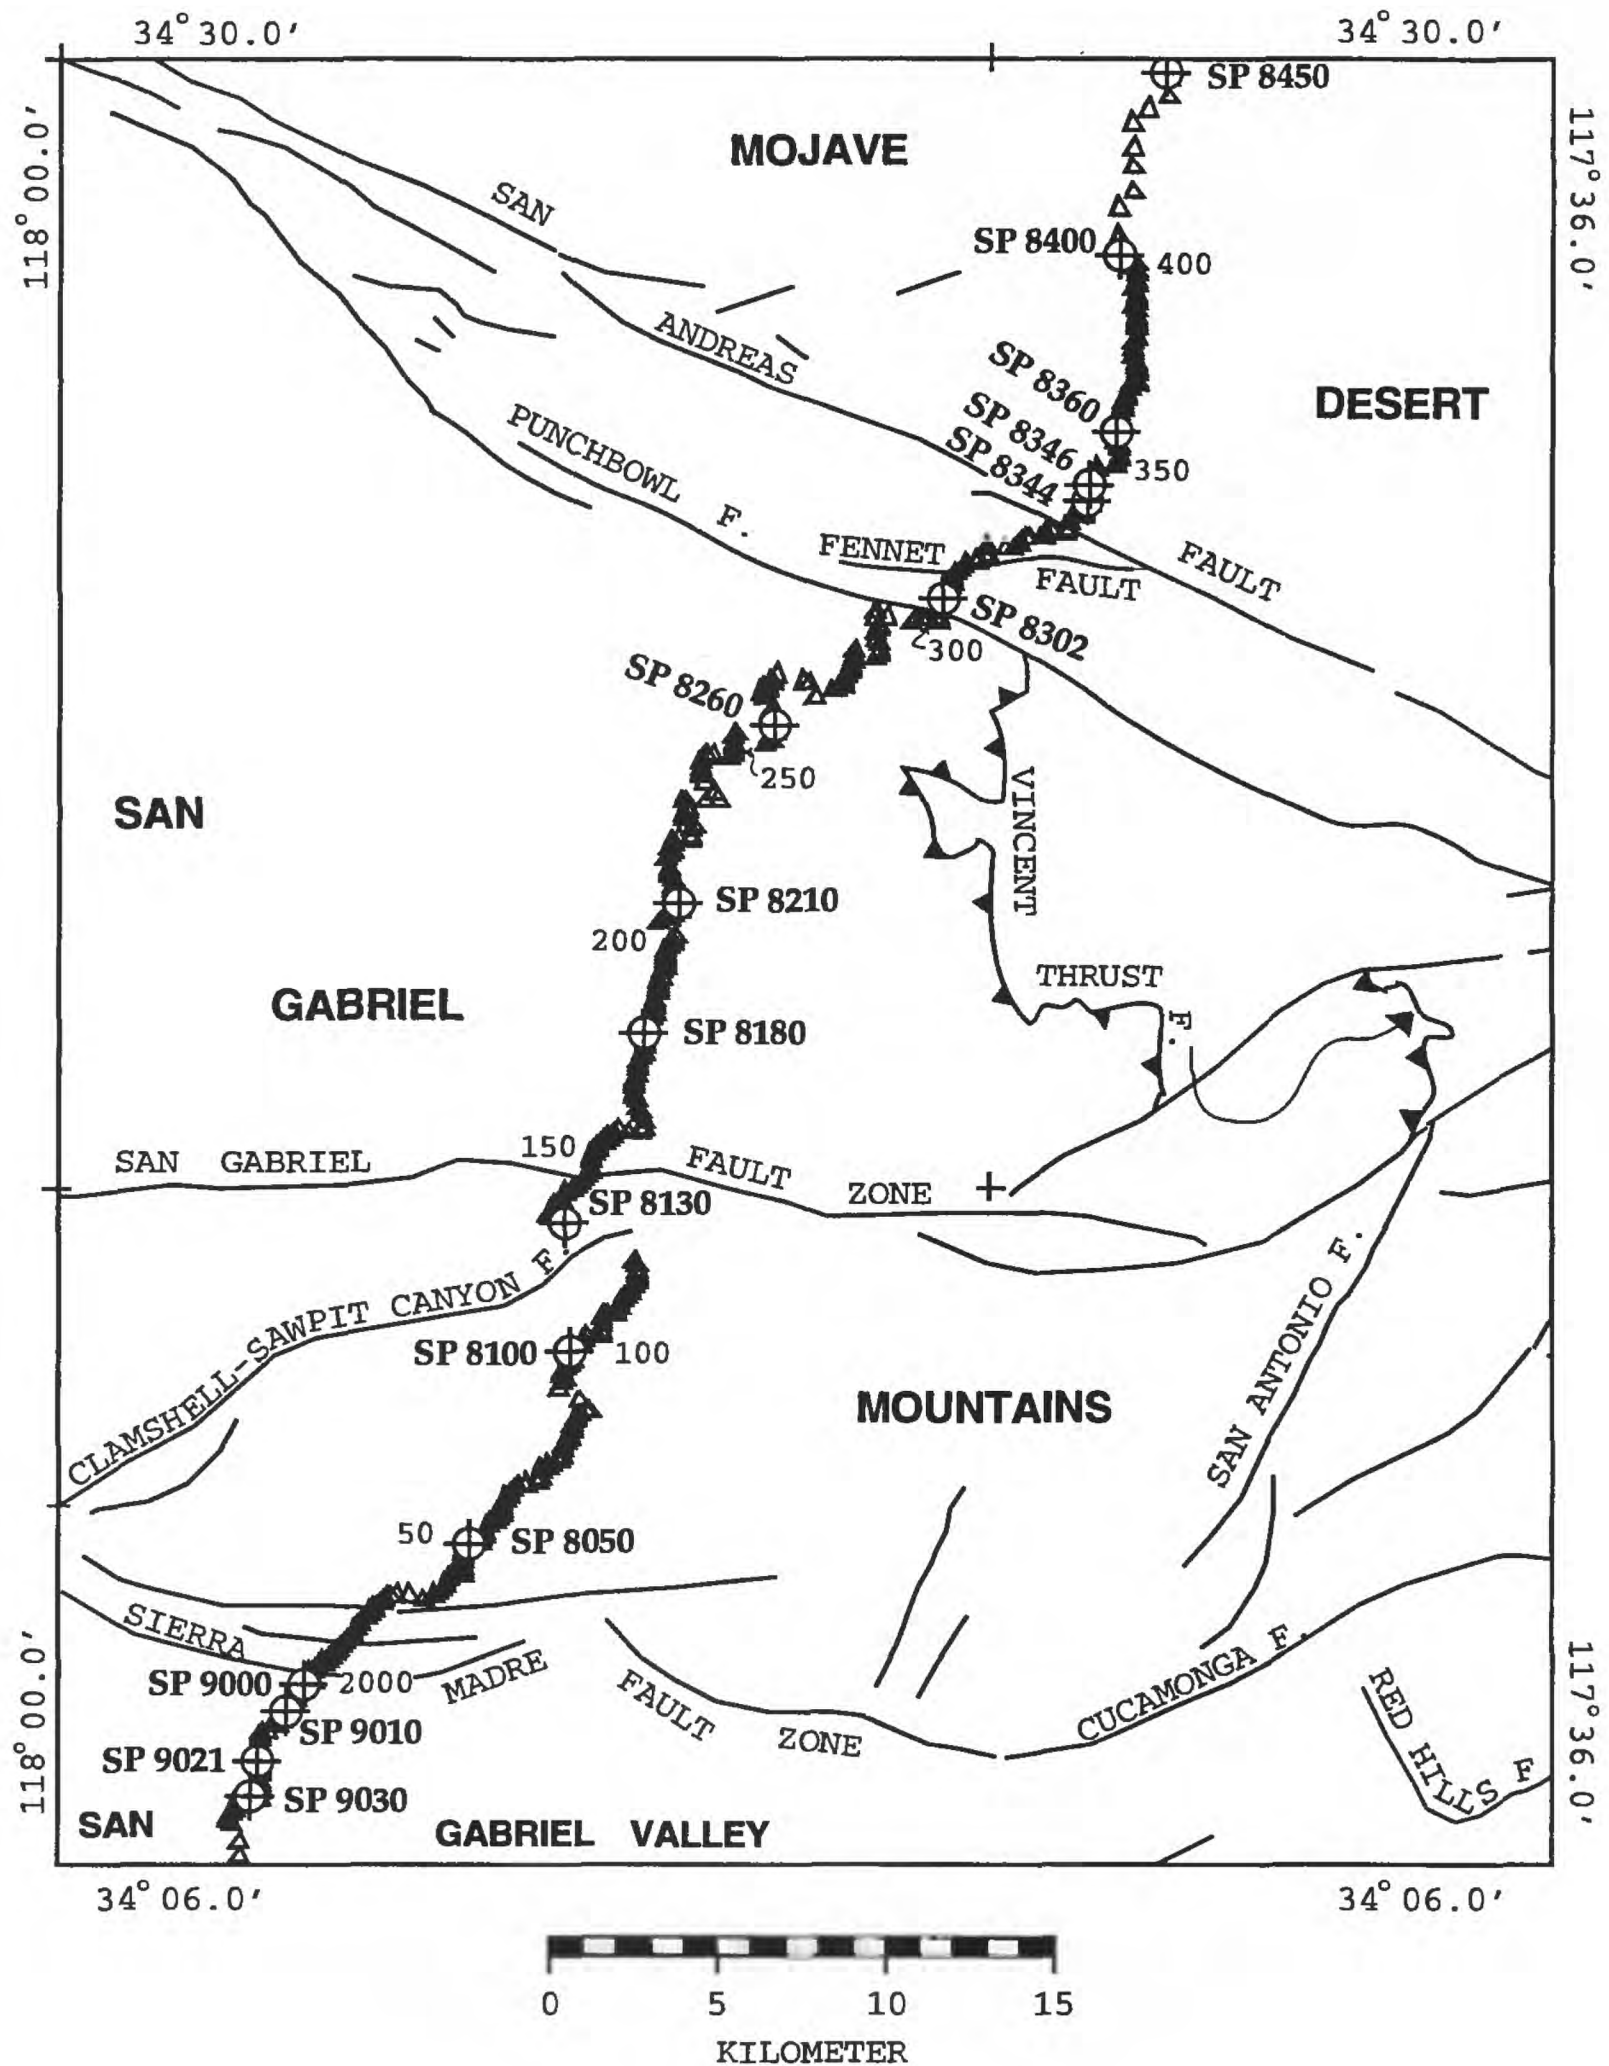 34° 30.0′ 34° 30.0′
118° 00.0′
117° 36.0′
SP 8450
MOJAVE
SAN
SP 8400
400
ANDREAS
SP 8360
DESERT
SP 8346
PUNCHBOWL F.
SP 8344
350
FENNET
FAULT
FAULT
SP 8302
300
SP 8260
250
VINCENT
SAN
SP 8210
200
THRUST
GABRIEL
F.
SP 8180
150
SAN GABRIEL
FAULT
ZONE
SP 8130
CLAMSHELL-SAWPIT CANYON F.
SAN ANTONIO F.
SP 8100
100
MOUNTAINS
50
SP 8050
SIERRA
MADRE
FAULT
ZONE
CUCAMONGA F.
RED HILLS F
SP 9000
2000
SP 9010
SP 9021
SP 9030
118° 00.0′
117° 36.0′
SAN GABRIEL VALLEY
34° 06.0′ 34° 06.0′
0 5 10 15
KILOMETER